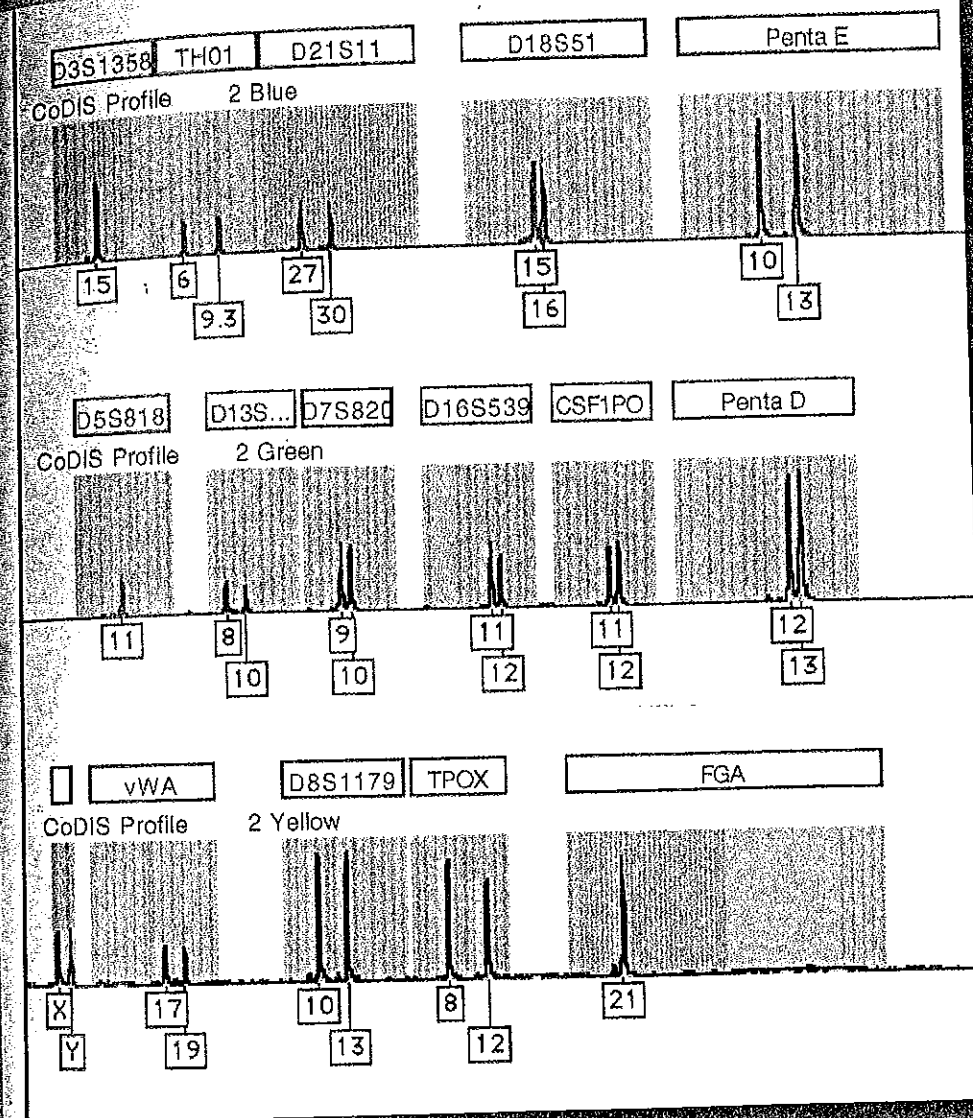 D3S1358 TH01 D21S11 D18S51 Penta E
CoDIS Profile 2 Blue
15 6 27 15 10
9.3 30 16 13
D5S818 D13S... D7S820 D16S539 CSF1PO Penta D
CoDIS Profile 2 Green
11 8 9 11 11 12
10 10 12 12 13
vWA D8S1179 TPOX FGA
CoDIS Profile 2 Yellow
X 17 10 8 21
Y 19 13 12